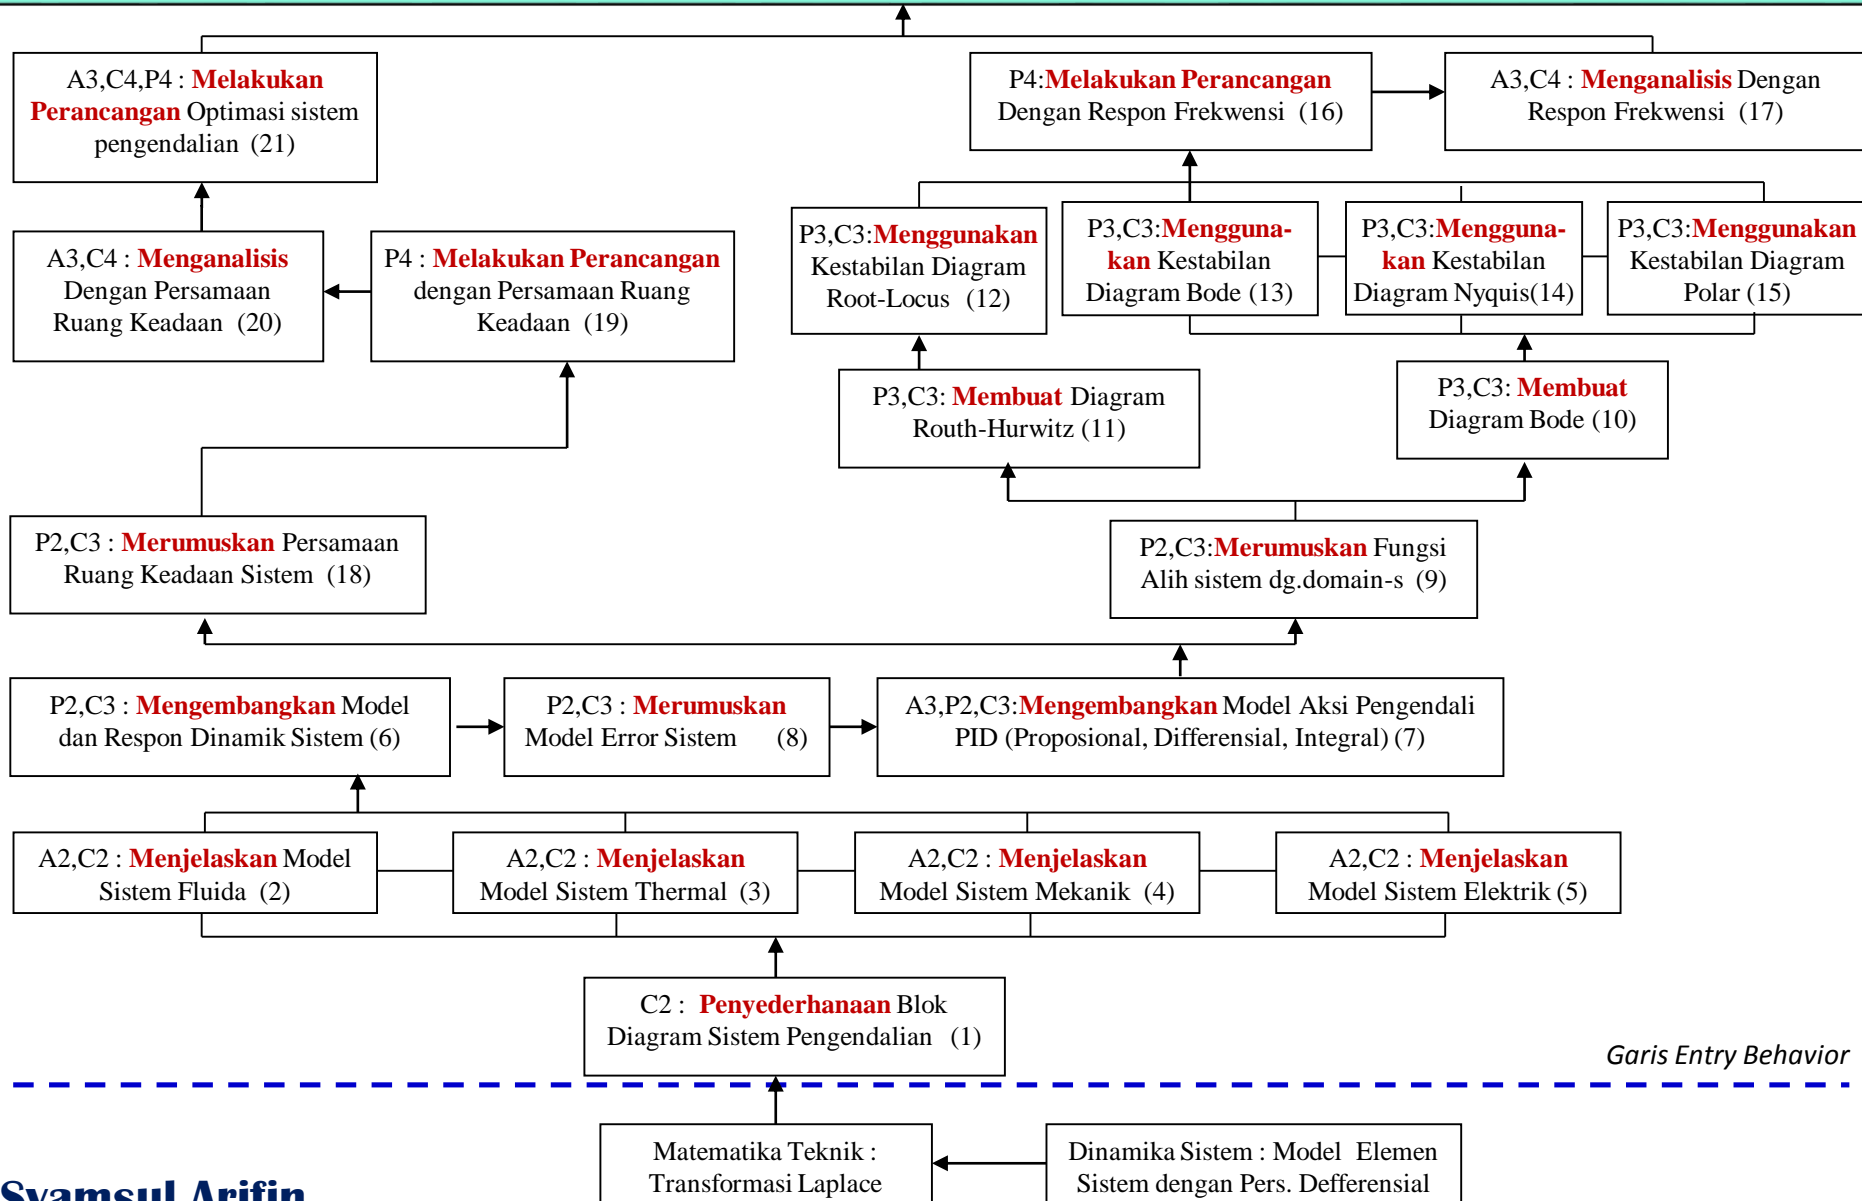 A3,C4,P4 : Melakukan
Perancangan Optimasi sistem
pengendalian (21)
P4:Melakukan Perancangan
Dengan Respon Frekwensi (16)
A3,C4 : Menganalisis Dengan
Respon Frekwensi (17)
A3,C4 : Menganalisis
Dengan Persamaan
Ruang Keadaan (20)
P4 : Melakukan Perancangan
dengan Persamaan Ruang
Keadaan (19)
P3,C3:Menggunakan
Kestabilan Diagram
Root-Locus (12)
P3,C3:Mengguna-
kan Kestabilan
Diagram Bode (13)
P3,C3:Mengguna-
kan Kestabilan
Diagram Nyquis(14)
P3,C3:Menggunakan
Kestabilan Diagram
Polar (15)
P3,C3: Membuat Diagram
Routh-Hurwitz (11)
P3,C3: Membuat
Diagram Bode (10)
P2,C3 : Merumuskan Persamaan
Ruang Keadaan Sistem (18)
P2,C3:Merumuskan Fungsi
Alih sistem dg.domain-s (9)
P2,C3 : Mengembangkan Model
dan Respon Dinamik Sistem (6)
P2,C3 : Merumuskan
Model Error Sistem (8)
A3,P2,C3:Mengembangkan Model Aksi Pengendali
PID (Proposional, Differensial, Integral) (7)
A2,C2 : Menjelaskan Model
Sistem Fluida (2)
A2,C2 : Menjelaskan
Model Sistem Thermal (3)
A2,C2 : Menjelaskan
Model Sistem Mekanik (4)
A2,C2 : Menjelaskan
Model Sistem Elektrik (5)
C2 : Penyederhanaan Blok
Diagram Sistem Pengendalian (1)
Garis Entry Behavior
Matematika Teknik :
Transformasi Laplace
Dinamika Sistem : Model Elemen
Sistem dengan Pers. Defferensial
Syamsul Arifin